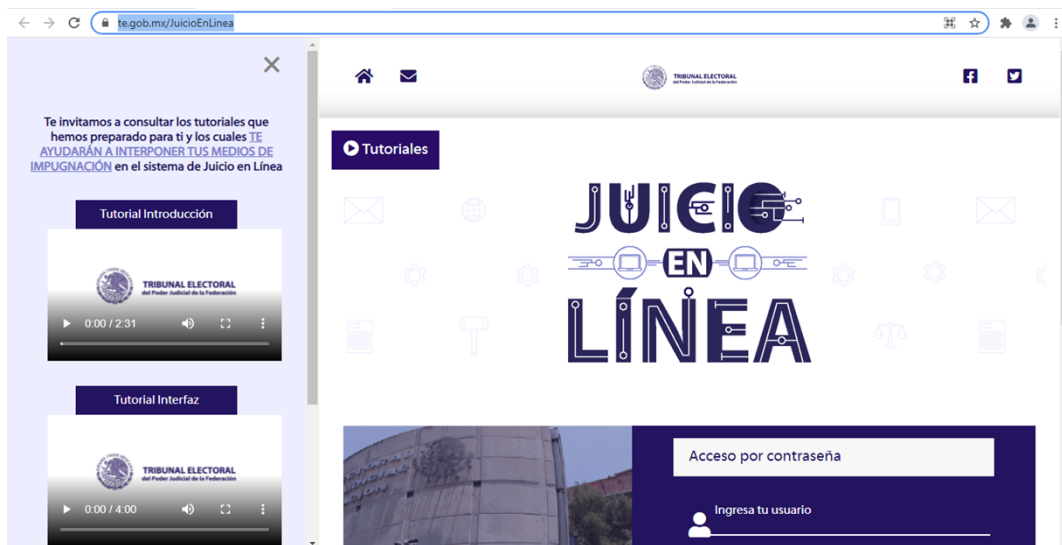 te.gob.mx/JuicioEnLinea
Te invitamos a consultar los tutoriales que
hemos preparado para ti y los cuales TE
AYUDARÁN A INTERPONER TUS MEDIOS DE
IMPUGNACIÓN en el sistema de Juicio en Línea
Tutorial Introducción
TRIBUNAL ELECTORAL
del Poder Judicial de la Federación
0:00 / 2:31
Tutorial Interfaz
TRIBUNAL ELECTORAL
del Poder Judicial de la Federación
0:00 / 4:00
TRIBUNAL ELECTORAL
del Poder Judicial de la Federación
Tutoriales
JUICIO
EN
LÍNEA
Acceso por contraseña
Ingresa tu usuario